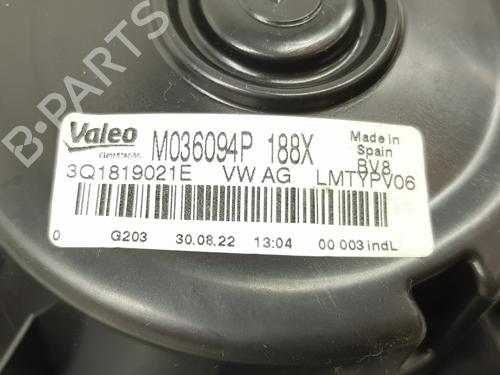 Valeo
Climatización
M036094P 188X
Made in
Spain
BV8
3Q1819021E VW AG LMTYPV06
0 G203 30.08.22 13:04 00 003 indL
B-PARTS